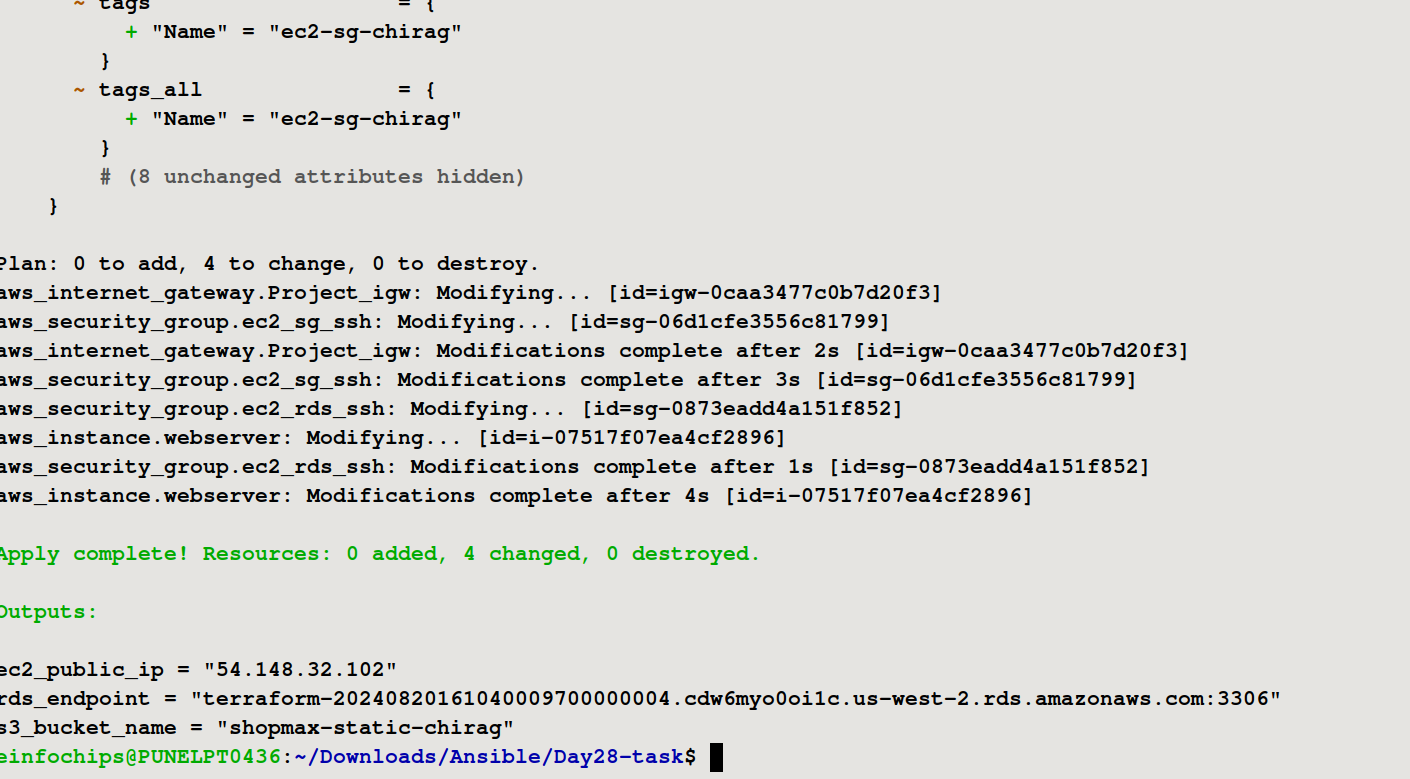 ~ tags = {
+ "Name" = "ec2-sg-chirag"
}
~ tags_all = {
+ "Name" = "ec2-sg-chirag"
}
# (8 unchanged attributes hidden)
}
Plan: 0 to add, 4 to change, 0 to destroy.
aws_internet_gateway.Project_igw: Modifying... [id=igw-0caa3477c0b7d20f3]
aws_security_group.ec2_sg_ssh: Modifying... [id=sg-06d1cfe3556c81799]
aws_internet_gateway.Project_igw: Modifications complete after 2s [id=igw-0caa3477c0b7d20f3]
aws_security_group.ec2_sg_ssh: Modifications complete after 3s [id=sg-06d1cfe3556c81799]
aws_security_group.ec2_rds_ssh: Modifying... [id=sg-0873eadd4a151f852]
aws_instance.webserver: Modifying... [id=i-07517f07ea4cf2896]
aws_security_group.ec2_rds_ssh: Modifications complete after 1s [id=sg-0873eadd4a151f852]
aws_instance.webserver: Modifications complete after 4s [id=i-07517f07ea4cf2896]
Apply complete! Resources: 0 added, 4 changed, 0 destroyed.
Outputs:
ec2_public_ip = "54.148.32.102"
rds_endpoint = "terraform-20240820161040009700000004.cdw6myo0oi1c.us-west-2.rds.amazonaws.com:3306"
s3_bucket_name = "shopmax-static-chirag"
einfochips@PUNELPT0436:~/Downloads/Ansible/Day28-task$